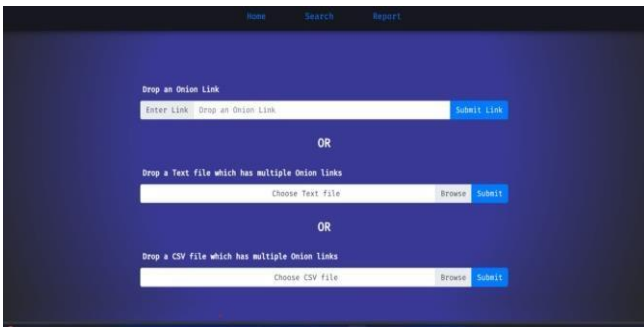 Home Search Report
Drop an Onion Link
Enter Link Drop an Onion Link Submit Link
OR
Drop a Text file which has multiple Onion links
Choose Text file Browse Submit
OR
Drop a CSV file which has multiple Onion links
Choose CSV file Browse Submit